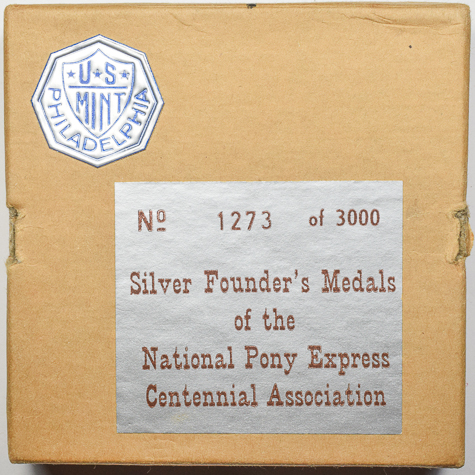 U S
MINT
PHILADELPHIA
Nº 1273 of 3000
Silver Founder's Medals
of the
National Pony Express
Centennial Association